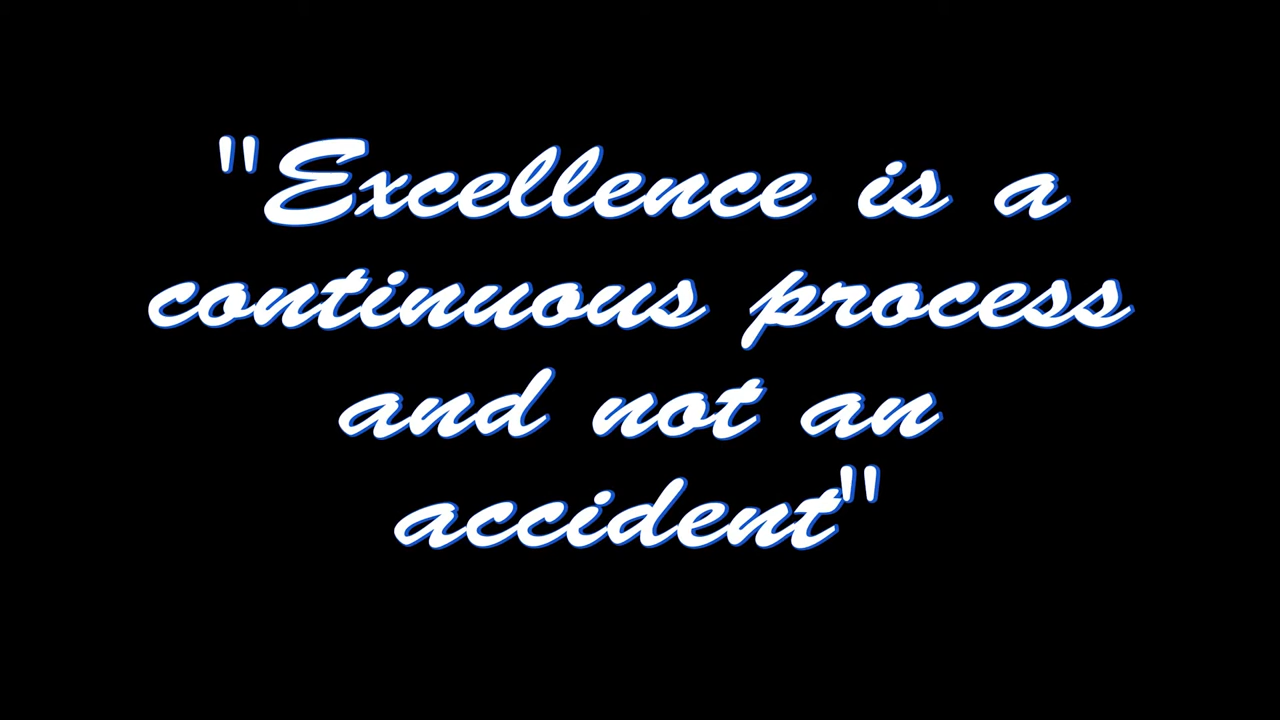 "Excellence is a
continuous process
and not an
accident"